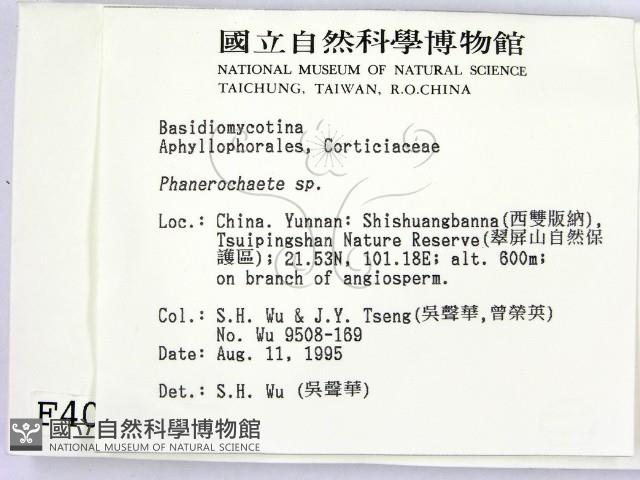 國立自然科學博物館
NATIONAL MUSEUM OF NATURAL SCIENCE
TAICHUNG, TAIWAN, R.O.CHINA
Basidiomycotina
Aphyllophorales, Corticiaceae
Phanerochaete sp.
Loc.: China. Yunnan: Shishuangbanna(西雙版納),
Tsuipingshan Nature Reserve(翠屏山自然保
護區); 21.53N, 101.18E; alt. 600m;
on branch of angiosperm.
Col.: S.H. Wu & J.Y. Tseng(吳聲華,曾榮英)
No. Wu 9508-169
Date: Aug. 11, 1995
Det.: S.H. Wu (吳聲華)
F40
國立自然科學博物館
NATIONAL MUSEUM OF NATURAL SCIENCE